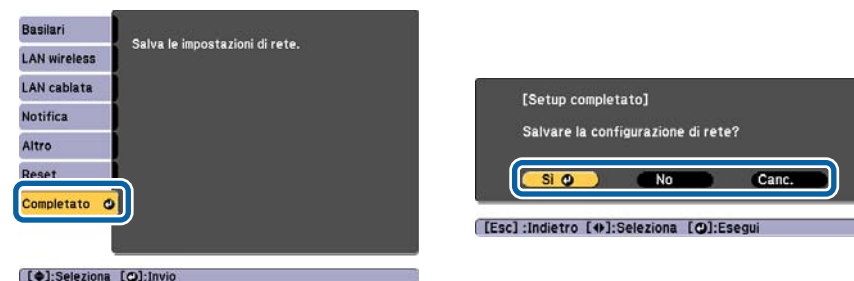 Basilari
Salva le impostazioni di rete.
LAN wireless
LAN cablata
Notifica
Altro
Reset
Completato
[◆]:Seleziona [⏎]:Invio
[Setup completato]
Salvare la configurazione di rete?
Sì No Canc.
[Esc] :Indietro [◆]:Seleziona [⏎]:Esegui